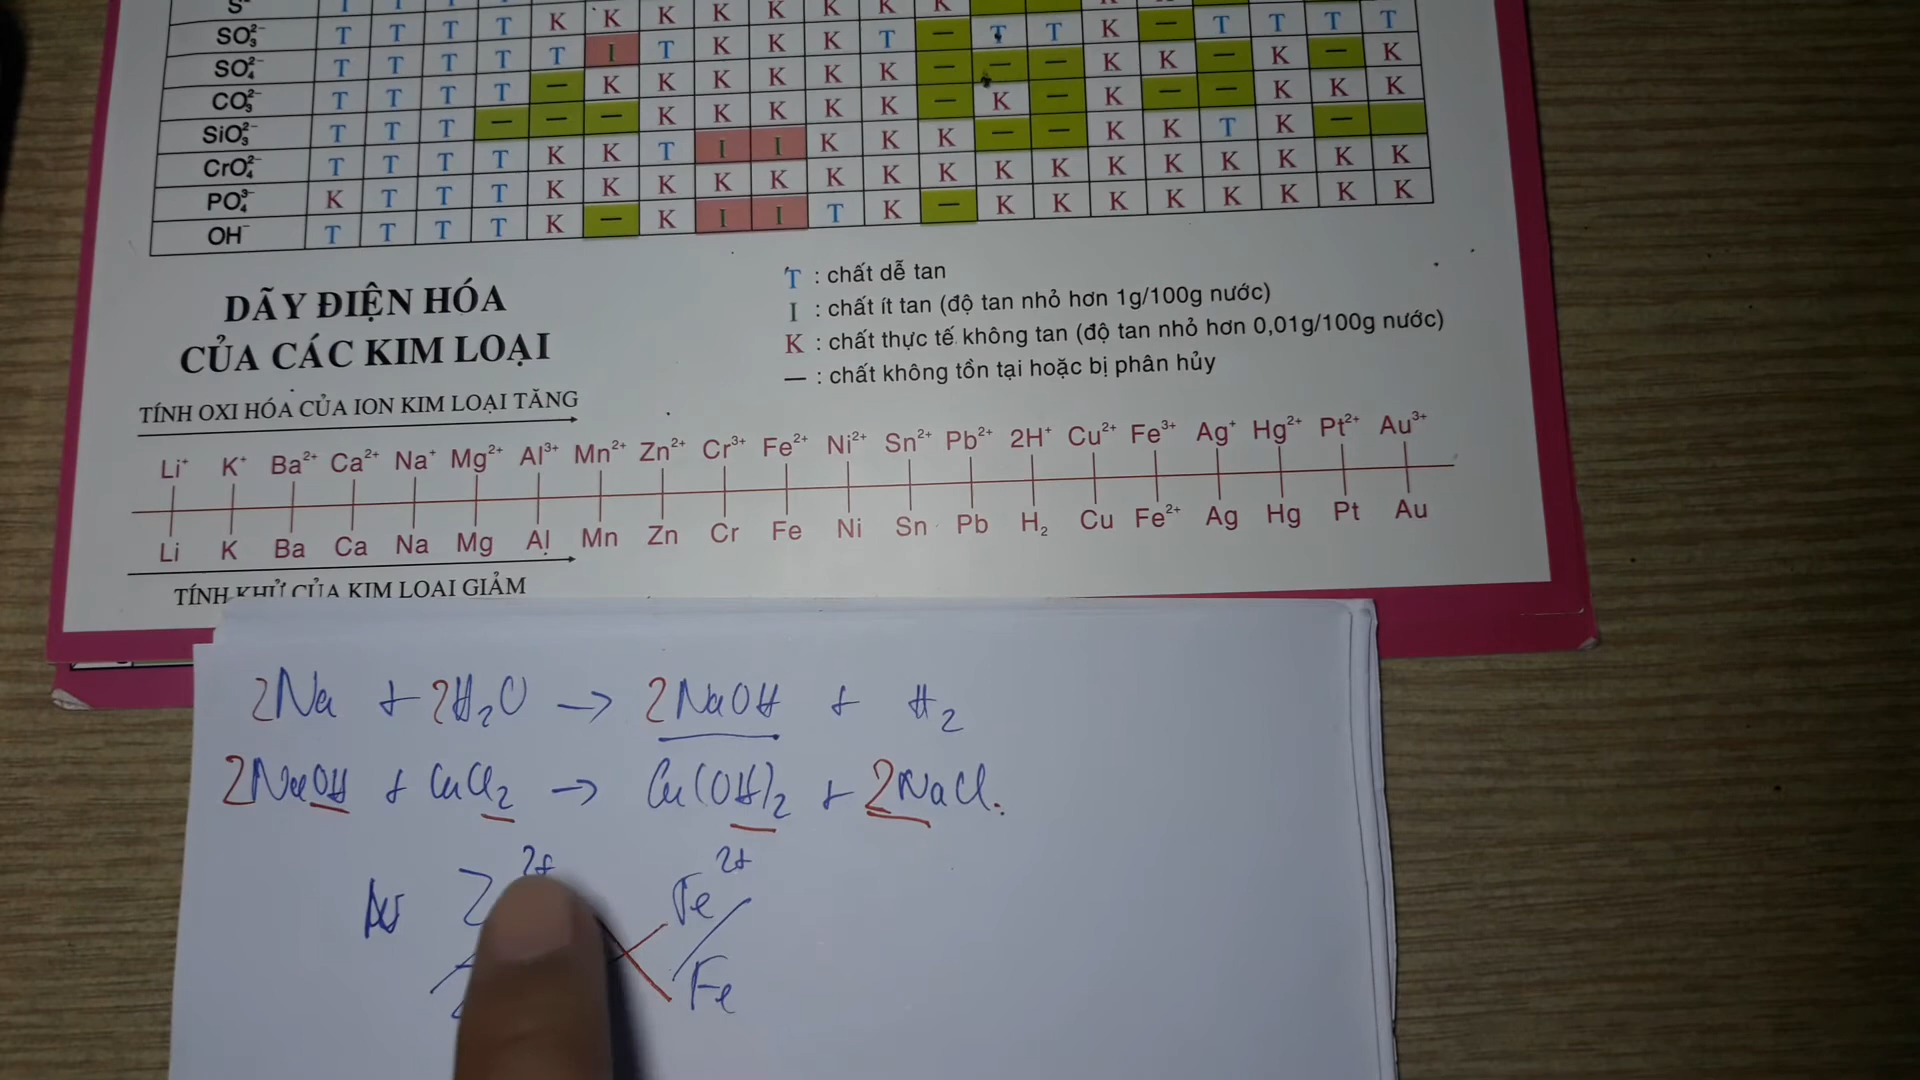 S²⁻ T T T T K K K K K K K K K
SO₃²⁻ T T T T K K K K K K T — T T K — T T T T
SO₄²⁻ T T T T T I T K K K K — — — K K — K — K
CO₃²⁻ T T T T — K K K K K K — K — K — — K K K
SiO₃²⁻ T T T — — — K I I K K K — — K K T K —
CrO₄²⁻ T T T T K K T K K K K K K K K K K K K
PO₄³⁻ K T T T K K K I I T K — K K K K K K K K
OH⁻ T T T T K — K
DÃY ĐIỆN HÓA
CỦA CÁC KIM LOẠI
T : chất dễ tan
I : chất ít tan (độ tan nhỏ hơn 1g/100g nước)
K : chất thực tế không tan (độ tan nhỏ hơn 0,01g/100g nước)
— : chất không tồn tại hoặc bị phân hủy
TÍNH OXI HÓA CỦA ION KIM LOẠI TĂNG
Li⁺ K⁺ Ba²⁺ Ca²⁺ Na⁺ Mg²⁺ Al³⁺ Mn²⁺ Zn²⁺ Cr³⁺ Fe²⁺ Ni²⁺ Sn²⁺ Pb²⁺ 2H⁺ Cu²⁺ Fe³⁺ Ag⁺ Hg²⁺ Pt²⁺ Au³⁺
Li K Ba Ca Na Mg Al Mn Zn Cr Fe Ni Sn Pb H₂ Cu Fe²⁺ Ag Hg Pt Au
TÍNH KHỬ CỦA KIM LOẠI GIẢM
2Na + 2H₂O → 2NaOH + H₂
2NaOH + CuCl₂ → Cu(OH)₂ + 2NaCl.
2+ Fe²⁺
Fe